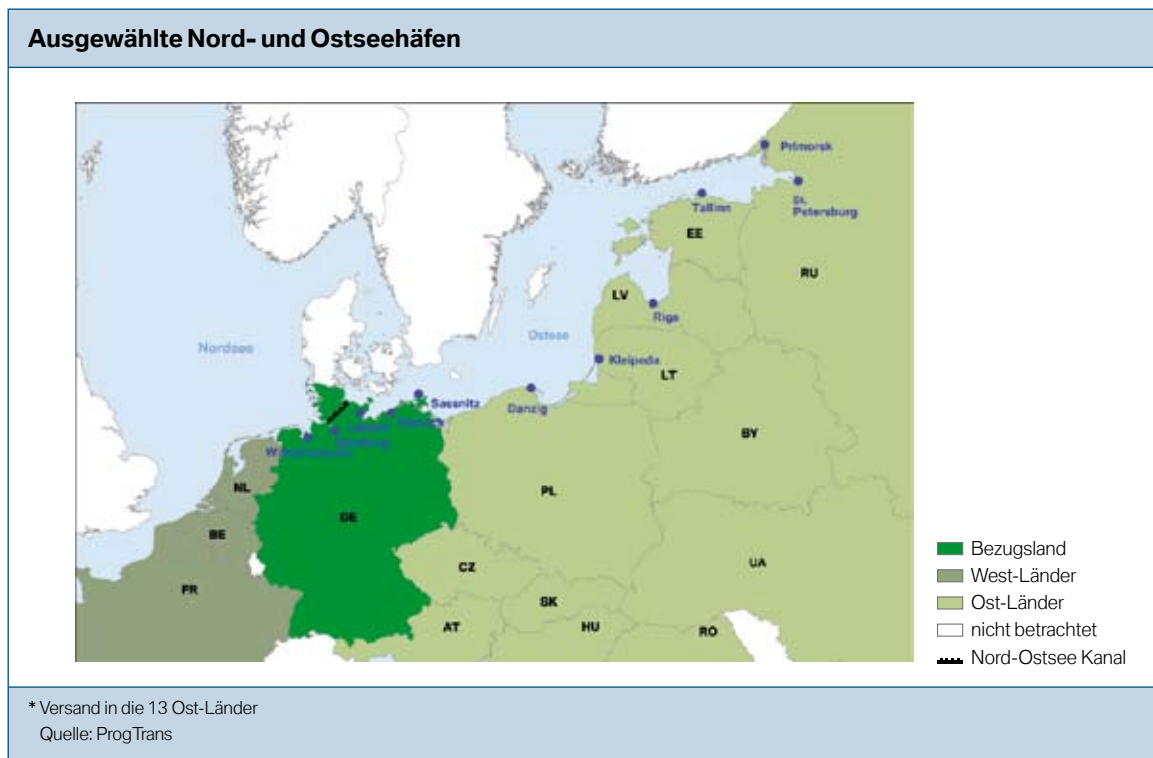 Ausgewählte Nord- und Ostseehäfen
Primorsk
St.
Petersburg
Tallinn
EE
RU
LV
Riga
Ostsee
Nordsee
Kleipeda
LT
Sassnitz
Danzig
BY
NL
PL
DE
BE
CZ
UA
FR
SK
AT
HU
RO
Bezugsland
West-Länder
Ost-Länder
nicht betrachtet
Nord-Ostsee Kanal
* Versand in die 13 Ost-Länder
Quelle: ProgTrans